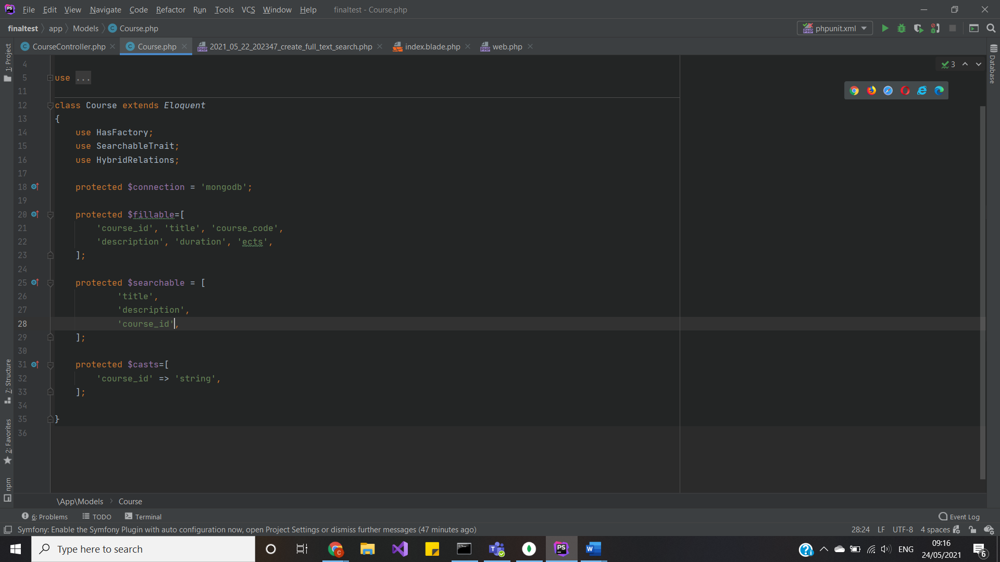 File Edit View Navigate Code Refactor Run Tools VCS Window Help finaltest - Course.php
finaltest app Models Course.php phpunit.xml
CourseController.php Course.php 2021_05_22_202347_create_full_text_search.php index.blade.php web.php
1: Project
Database
4
5 use ...
11
12 class Course extends Eloquent
13 {
14 use HasFactory;
15 use SearchableTrait;
16 use HybridRelations;
17
18 protected $connection = 'mongodb';
19
20 protected $fillable=[
21 'course_id', 'title', 'course_code',
22 'description', 'duration', 'ects',
23 ];
24
25 protected $searchable = [
26 'title',
27 'description',
28 'course_id',
29 ];
30
31 protected $casts=[
32 'course_id' => 'string',
33 ];
34
35 }
36
3
7: Structure
2: Favorites
npm
\App\Models Course
6: Problems TODO Terminal Event Log
Symfony: Enable the Symfony Plugin with auto configuration now, open Project Settings or dismiss further messages (47 minutes ago) 28:24 LF UTF-8 4 spaces
Type here to search ENG 09:16
24/05/2021 6